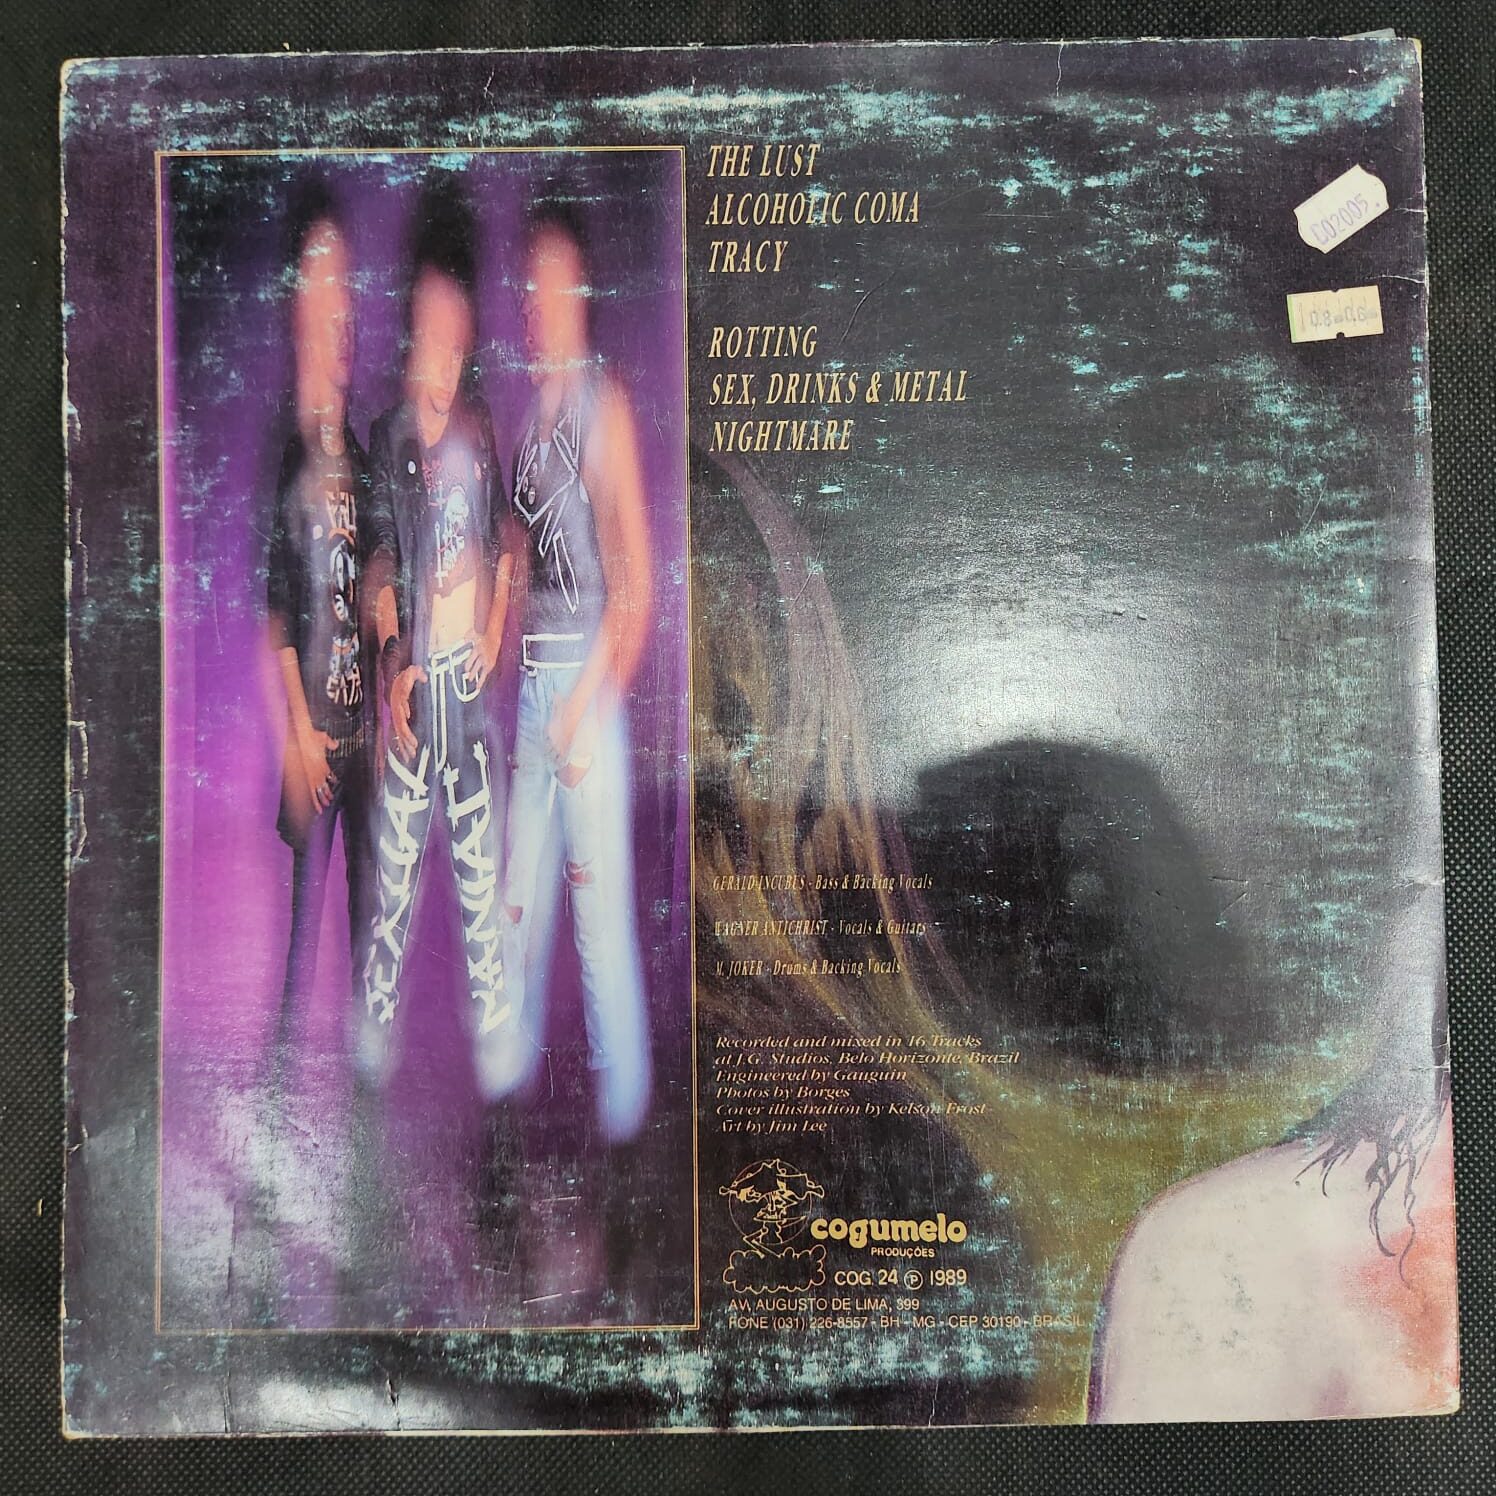 THE LUST
ALCOHOLIC COMA
TRACY
ROTTING
SEX, DRINKS & METAL
NIGHTMARE
C02005.
SEXUAL
MANIAC
GERALD INCUBUS - Bass & Backing Vocals
WAGNER ANTICHRIST - Vocals & Guitars
M. JOKER - Drums & Backing Vocals
Recorded and mixed in 16 Tracks
at J.G. Studios, Belo Horizonte, Brazil
Engineered by Gauguin
Photos by Borges
Cover illustration by Kelson Frost
Art by Jim Lee
cogumelo
PRODUÇÕES
COG. 24 ℗ 1989
AV. AUGUSTO DE LIMA, 399
FONE (031) 226-8557 - BH - MG - CEP 30190 - BRASIL